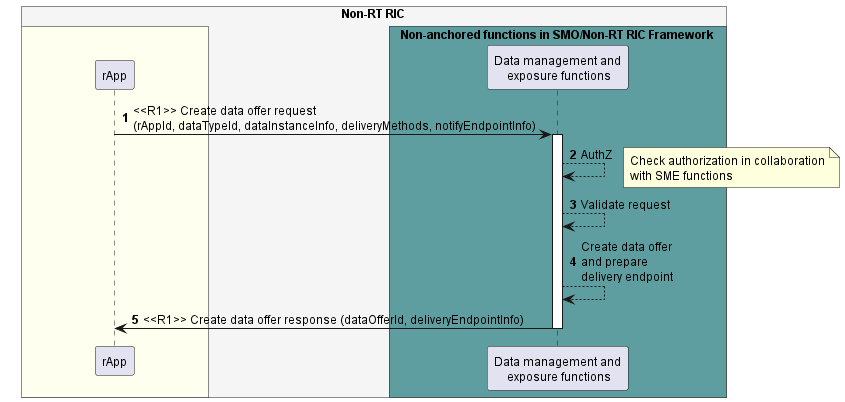 Non-RT RIC
Non-anchored functions in SMO/Non-RT RIC Framework
rApp
Data management and
exposure functions
1
<<R1>> Create data offer request
(rAppId, dataTypeId, dataInstanceInfo, deliveryMethods, notifyEndpointInfo)
2 AuthZ
Check authorization in collaboration
with SME functions
3 Validate request
4
Create data offer
and prepare
delivery endpoint
5 <<R1>> Create data offer response (dataOfferId, deliveryEndpointInfo)
rApp
Data management and
exposure functions